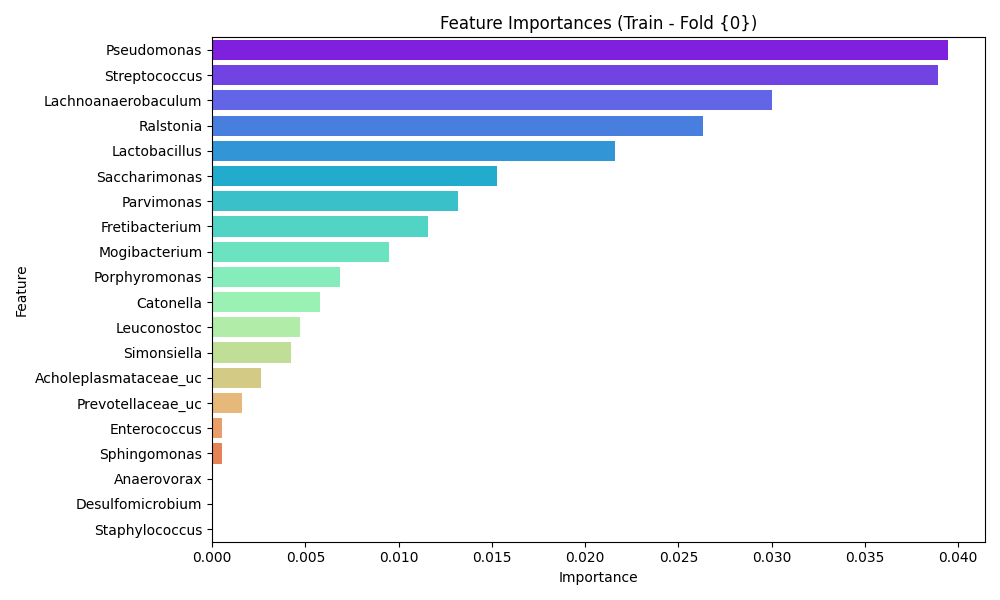 Feature Importances (Train - Fold {0})
Pseudomonas
Streptococcus
Lachnoanaerobaculum
Ralstonia
Lactobacillus
Saccharimonas
Parvimonas
Fretibacterium
Mogibacterium
Porphyromonas
Catonella
Leuconostoc
Simonsiella
Acholeplasmataceae_uc
Prevotellaceae_uc
Enterococcus
Sphingomonas
Anaerovorax
Desulfomicrobium
Staphylococcus
Feature
0.000 0.005 0.010 0.015 0.020 0.025 0.030 0.035 0.040
Importance